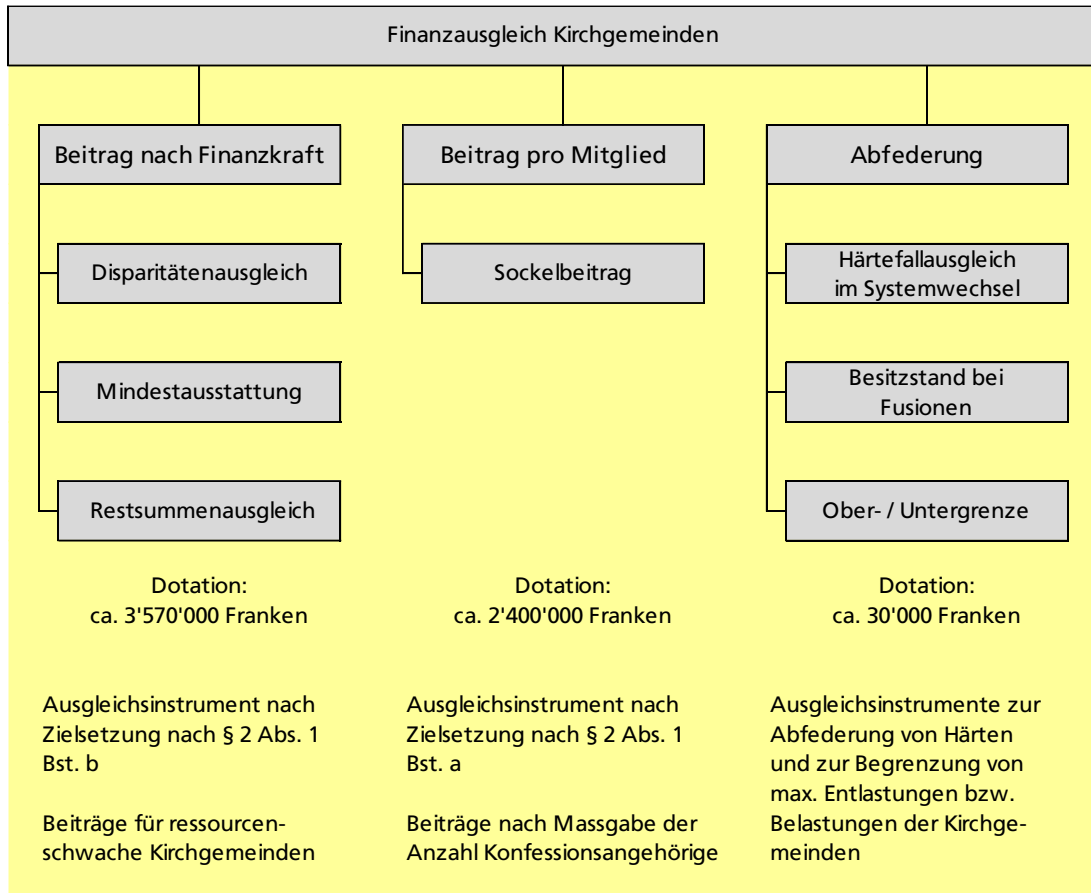 Finanzausgleich Kirchgemeinden
Beitrag nach Finanzkraft
Disparitätenausgleich
Mindestausstattung
Restsummenausgleich
Dotation:
ca. 3'570'000 Franken
Ausgleichsinstrument nach
Zielsetzung nach § 2 Abs. 1
Bst. b
Beiträge für ressourcen-
schwache Kirchgemeinden
Beitrag pro Mitglied
Sockelbeitrag
Dotation:
ca. 2'400'000 Franken
Ausgleichsinstrument nach
Zielsetzung nach § 2 Abs. 1
Bst. a
Beiträge nach Massgabe der
Anzahl Konfessionsangehörige
Abfederung
Härtefallausgleich
im Systemwechsel
Besitzstand bei
Fusionen
Ober- / Untergrenze
Dotation:
ca. 30'000 Franken
Ausgleichsinstrumente zur
Abfederung von Härten
und zur Begrenzung von
max. Entlastungen bzw.
Belastungen der Kirchge-
meinden